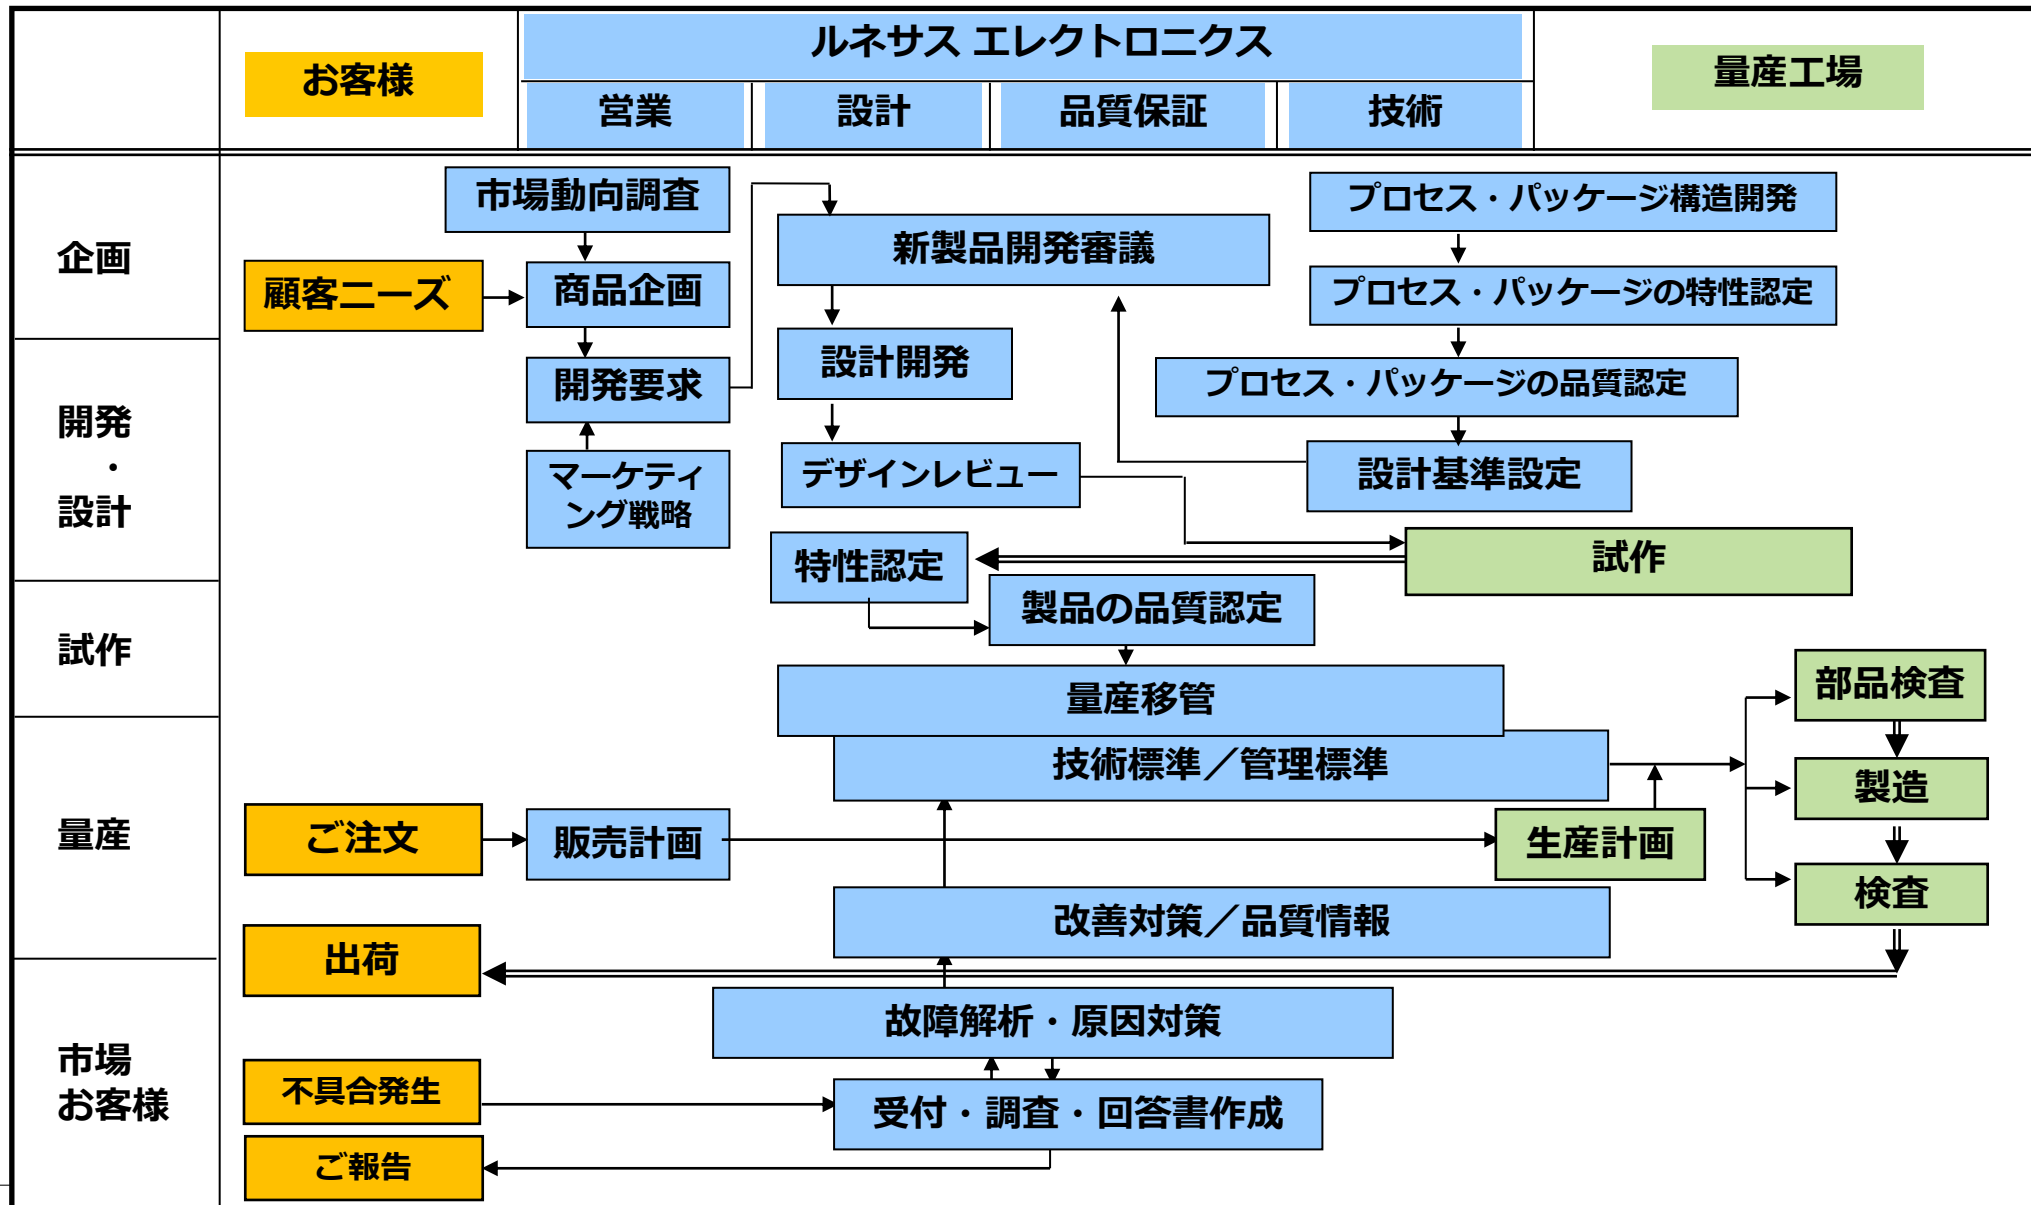 お客様
ルネサス エレクトロニクス
営業
設計
品質保証
技術
量産工場
企画
市場動向調査
顧客ニーズ
商品企画
開発要求
マーケティ
ング戦略
新製品開発審議
設計開発
デザインレビュー
プロセス・パッケージ構造開発
プロセス・パッケージの特性認定
プロセス・パッケージの品質認定
設計基準設定
開発
・
設計
試作
特性認定
製品の品質認定
試作
量産移管
技術標準／管理標準
部品検査
製造
検査
量産
ご注文
販売計画
生産計画
改善対策／品質情報
出荷
市場
お客様
故障解析・原因対策
不具合発生
受付・調査・回答書作成
ご報告